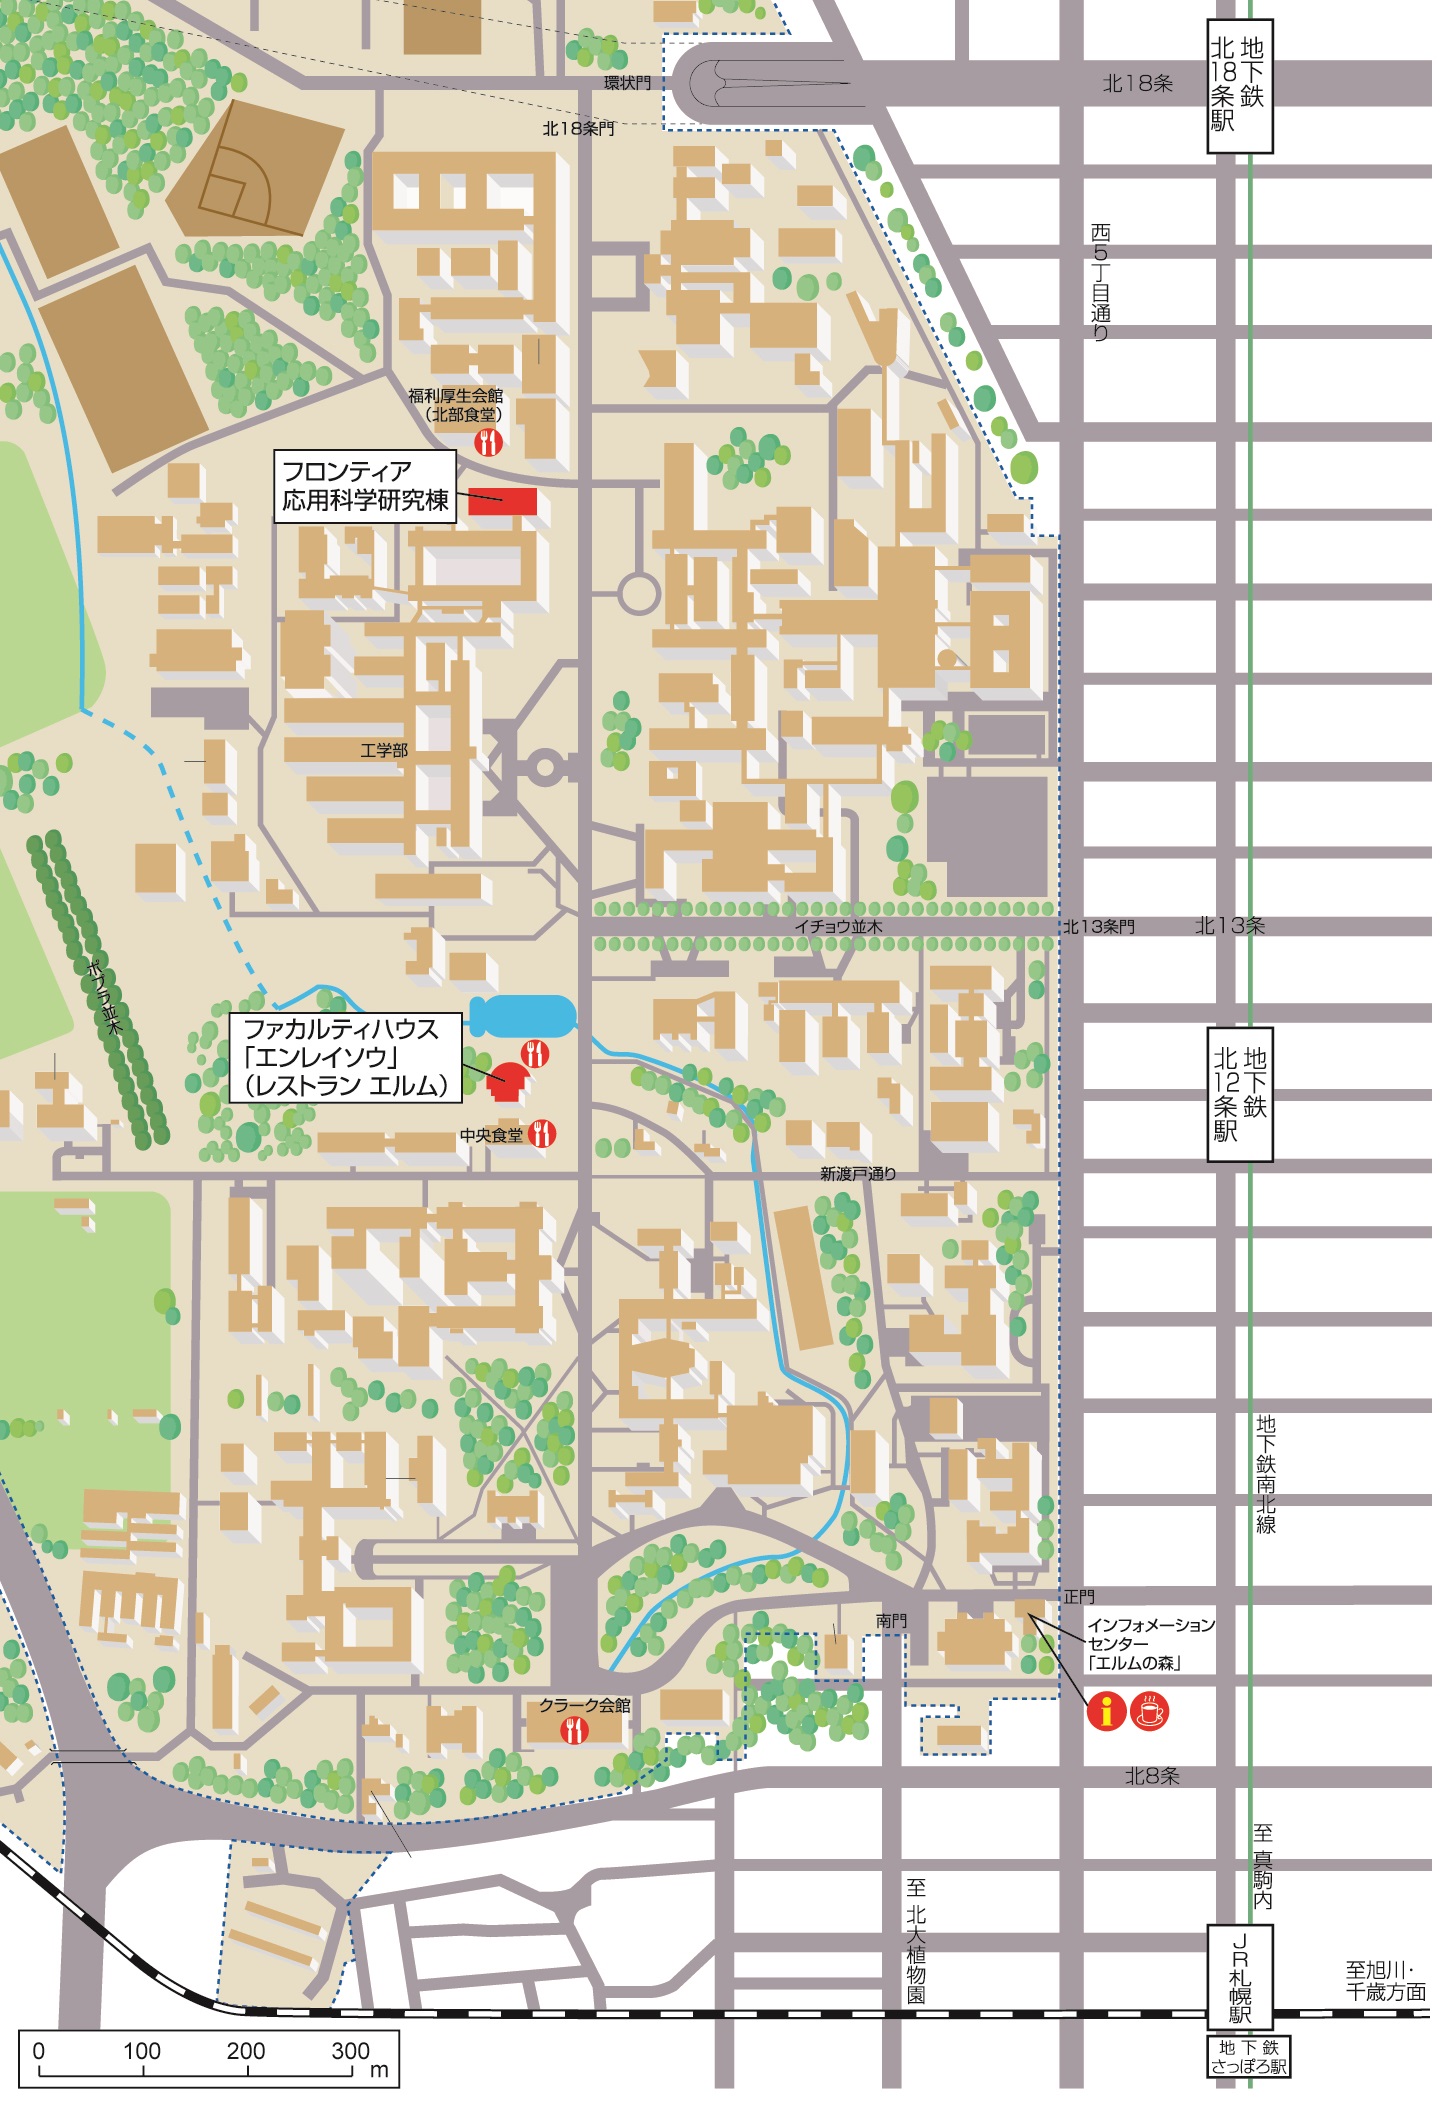 環状門
北18条門
北18条
地下鉄
北18条駅
西5丁目通り
福利厚生会館
（北部食堂）
フロンティア
応用科学研究棟
工学部
イチョウ並木
北13条門
北13条
ポプラ並木
ファカルティハウス
「エンレイソウ」
（レストラン エルム）
中央食堂
地下鉄
北12条駅
新渡戸通り
地下鉄南北線
正門
南門
インフォメーション
センター
「エルムの森」
i
クラーク会館
北8条
至 真駒内
至 北大植物園
JR札幌駅
至旭川・
千歳方面
地下鉄
さっぽろ駅
0 100 200 300
m